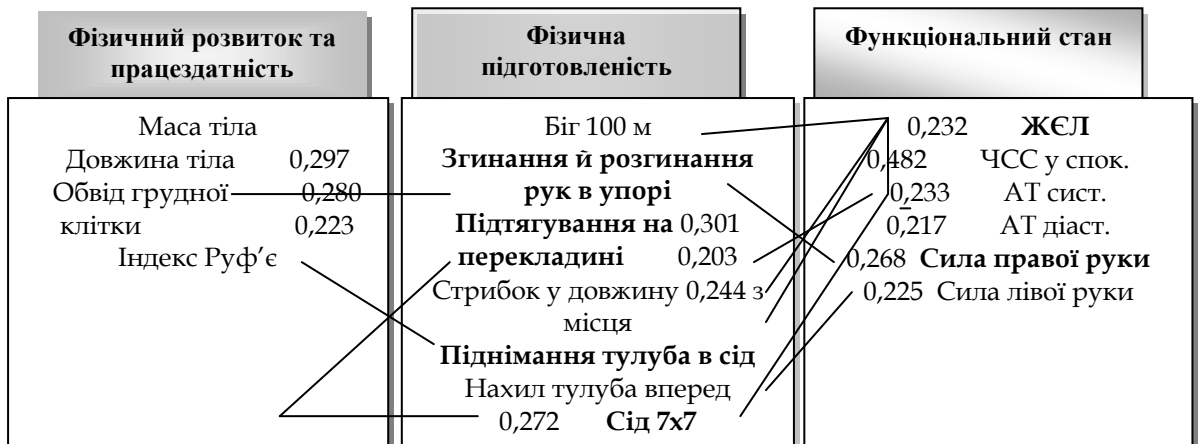 Фізичний розвиток та
працездатність
Маса тіла
Довжина тіла 0,297
Обвід грудної 0,280
клітки 0,223
Індекс Руф’є
Фізична
підготовленість
Біг 100 м
Згинання й розгинання
рук в упорі
Підтягування на 0,301
перекладині 0,203
Стрибок у довжину 0,244 з
місця
Піднімання тулуба в сід
Нахил тулуба вперед
0,272 Сід 7х7
Функціональний стан
0,232 ЖЄЛ
0,482 ЧСС у спок.
0,233 АТ сист.
0,217 АТ діаст.
0,268 Сила правої руки
0,225 Сила лівої руки